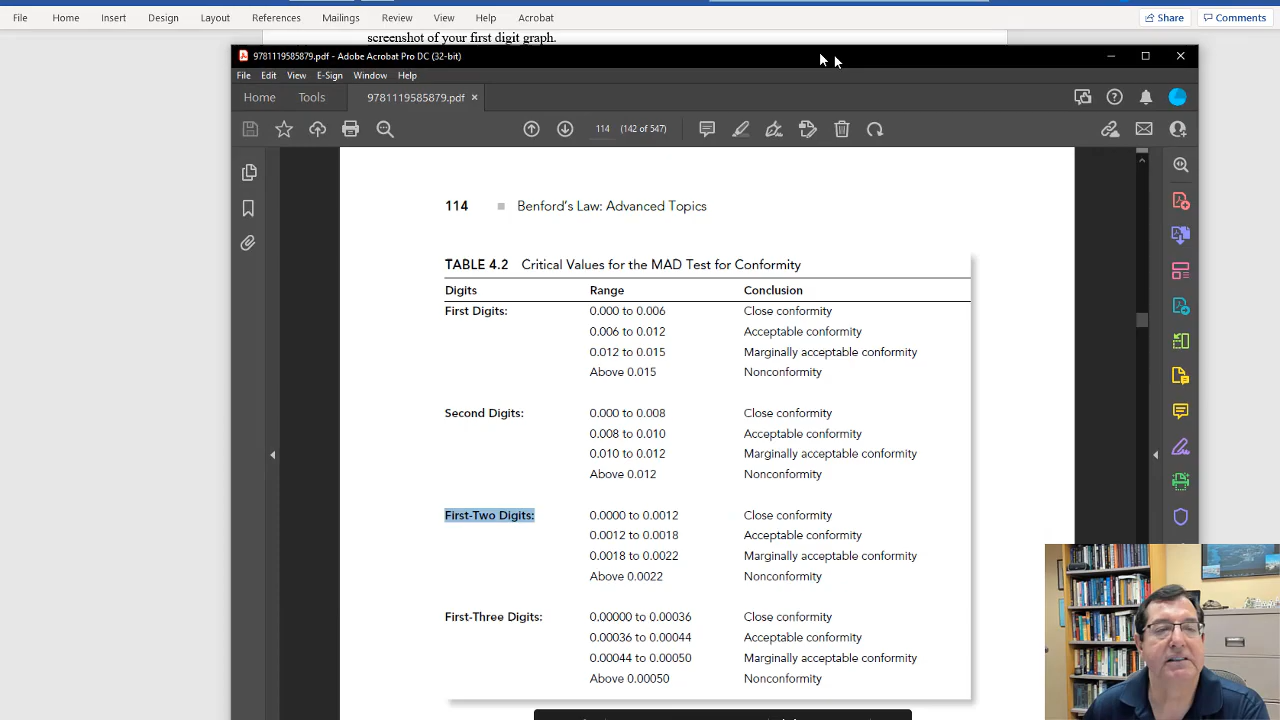 File Home Insert Design Layout References Mailings Review View Help Acrobat Share Comments
screenshot of your first digit graph.
9781119585879.pdf - Adobe Acrobat Pro DC (32-bit)
File Edit View E-Sign Window Help
Home Tools 9781119585879.pdf ×
114 (142 of 547)
114 Benford's Law: Advanced Topics
TABLE 4.2 Critical Values for the MAD Test for Conformity
Digits Range Conclusion
First Digits: 0.000 to 0.006 Close conformity
0.006 to 0.012 Acceptable conformity
0.012 to 0.015 Marginally acceptable conformity
Above 0.015 Nonconformity
Second Digits: 0.000 to 0.008 Close conformity
0.008 to 0.010 Acceptable conformity
0.010 to 0.012 Marginally acceptable conformity
Above 0.012 Nonconformity
First-Two Digits: 0.0000 to 0.0012 Close conformity
0.0012 to 0.0018 Acceptable conformity
0.0018 to 0.0022 Marginally acceptable conformity
Above 0.0022 Nonconformity
First-Three Digits: 0.00000 to 0.00036 Close conformity
0.00036 to 0.00044 Acceptable conformity
0.00044 to 0.00050 Marginally acceptable conformity
Above 0.00050 Nonconformity